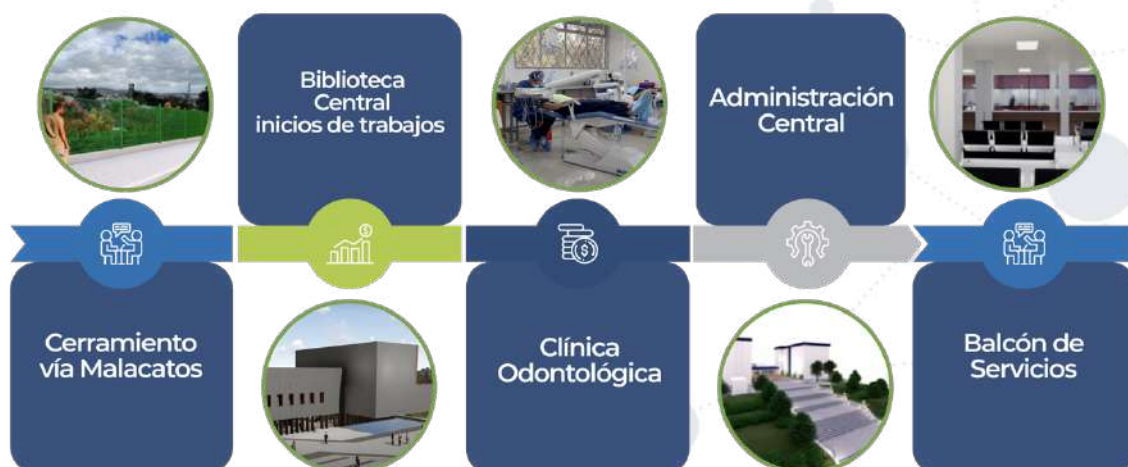 Cerramiento
vía Malacatos
Biblioteca
Central
inicios de trabajos
Clínica
Odontológica
Administración
Central
Balcón de
Servicios